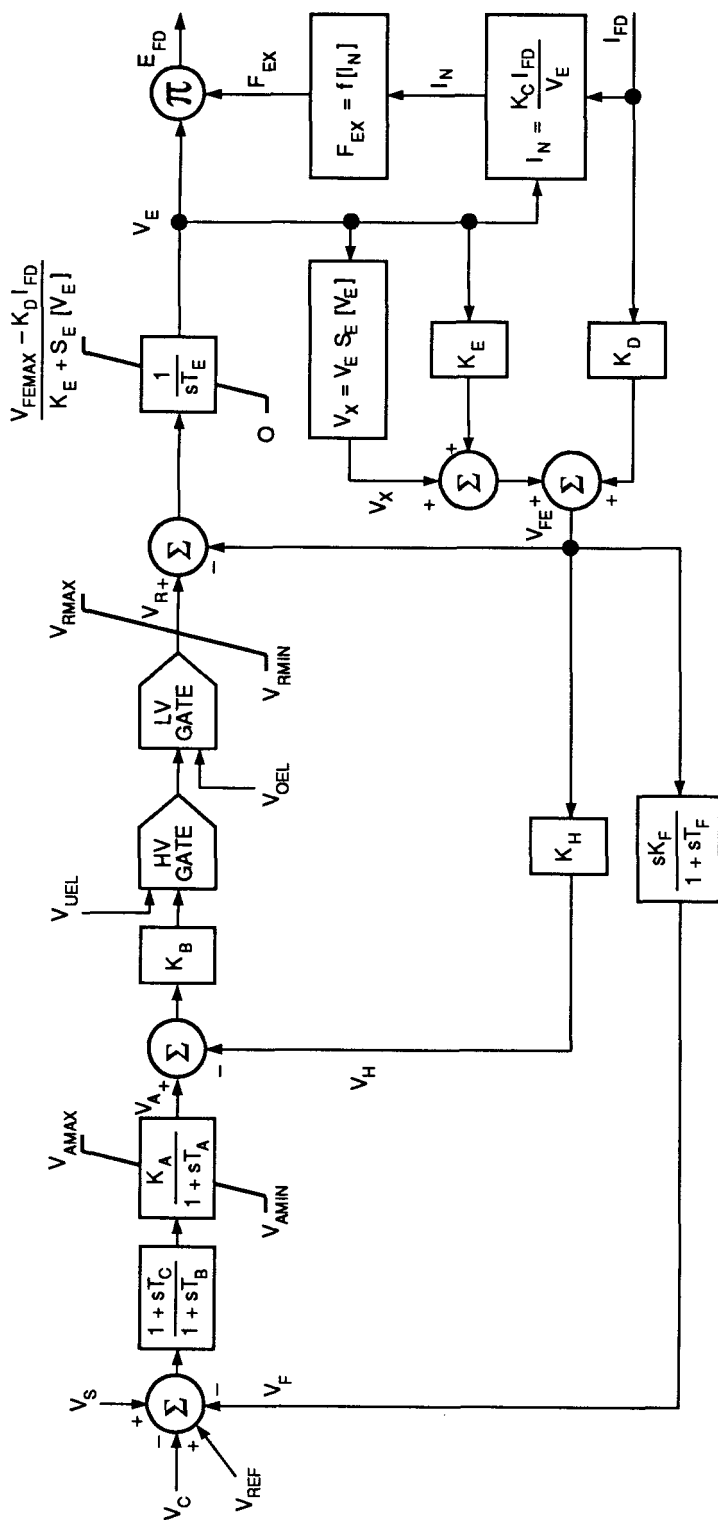 V_S
V_C
V_REF
+
−
+
−
Σ
V_F
1 + sT_C
1 + sT_B
V_AMAX
K_A
1 + sT_A
V_AMIN
V_A
+
−
Σ
V_H
K_B
V_UEL
HV
GATE
LV
GATE
V_OEL
V_RMAX
V_RMIN
V_R
+
−
Σ
V_FEMAX − K_D I_FD
K_E + S_E [V_E]
1
sT_E
O
V_E
π
E_FD
F_EX
F_EX = f [I_N]
I_N
I_N = K_C I_FD
V_E
I_FD
V_X = V_E S_E [V_E]
V_X
K_E
+
+
Σ
K_D
V_FE
+
+
Σ
K_H
sK_F
1 + sT_F